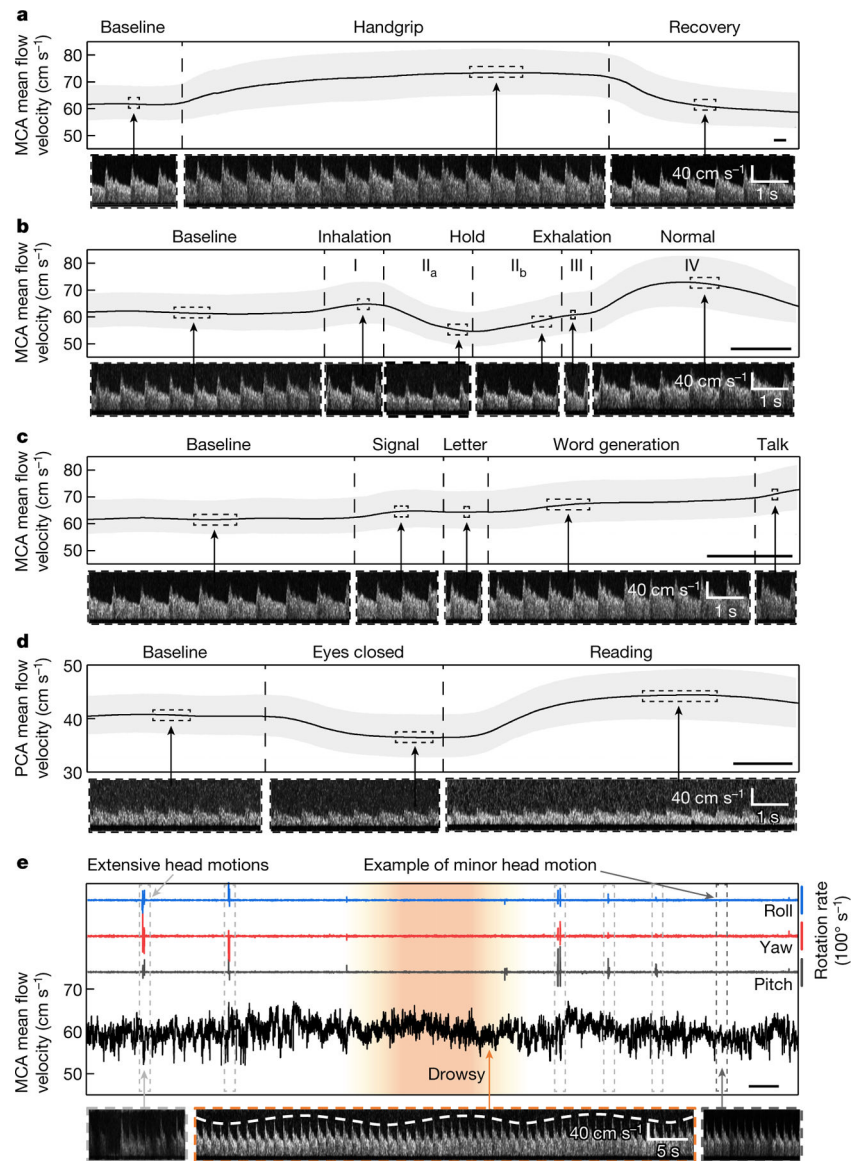 a
Baseline Handgrip Recovery
MCA mean flow
velocity (cm s⁻¹)
80
70
60
50
40 cm s⁻¹
1 s
b
Baseline Inhalation Hold Exhalation Normal
I IIa IIb III IV
MCA mean flow
velocity (cm s⁻¹)
80
70
60
50
40 cm s⁻¹
1 s
c
Baseline Signal Letter Word generation Talk
MCA mean flow
velocity (cm s⁻¹)
80
70
60
50
40 cm s⁻¹
1 s
d
Baseline Eyes closed Reading
PCA mean flow
velocity (cm s⁻¹)
50
40
30
40 cm s⁻¹
1 s
e
Extensive head motions Example of minor head motion
Roll
Yaw
Pitch
Rotation rate
(100° s⁻¹)
MCA mean flow
velocity (cm s⁻¹)
70
60
50
Drowsy
40 cm s⁻¹
5 s